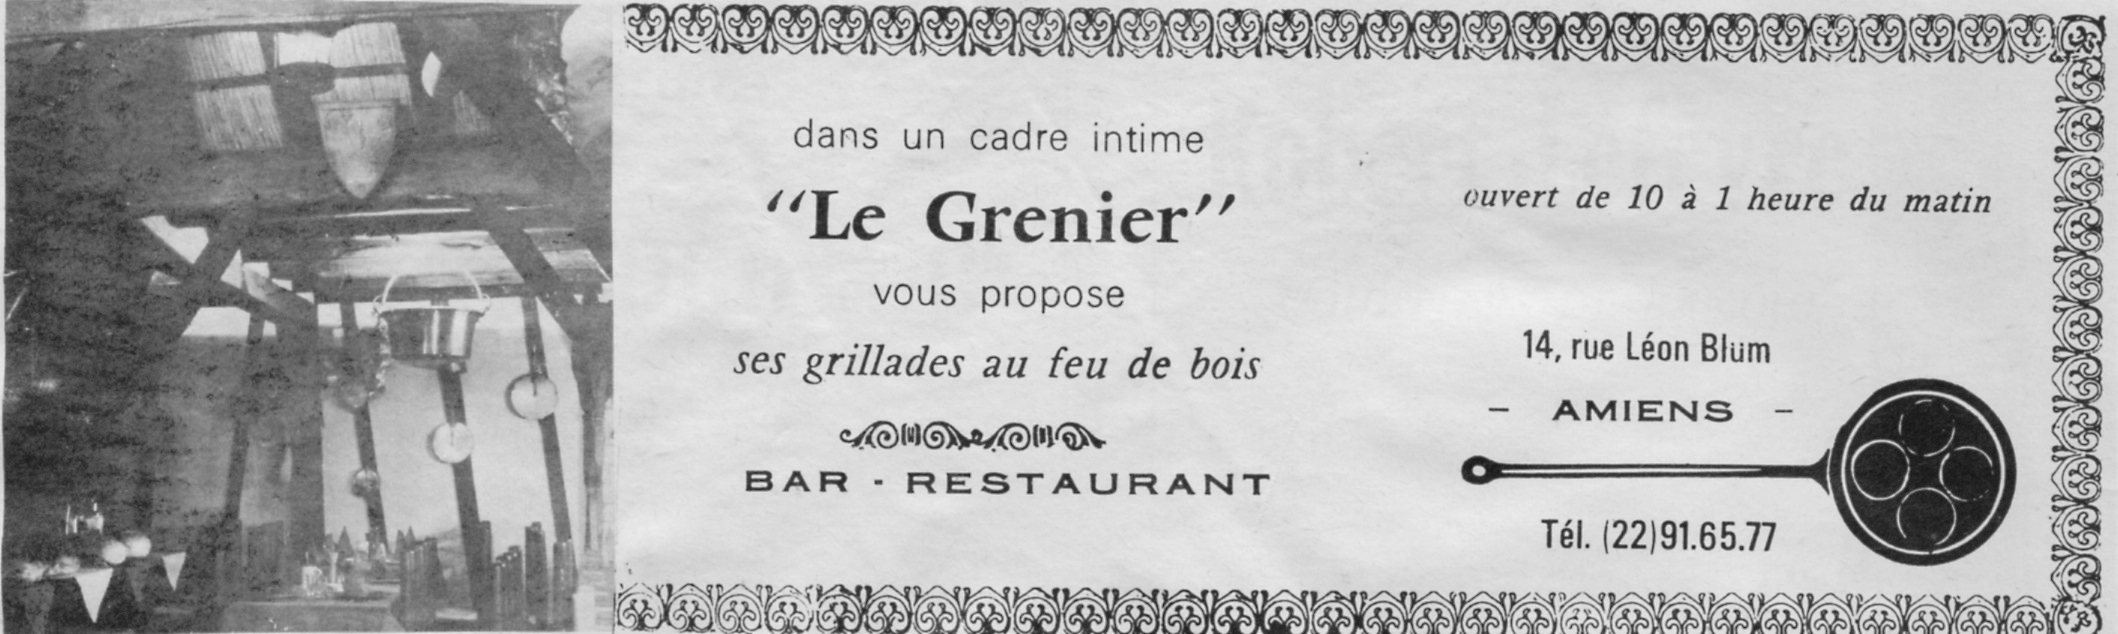 dans un cadre intime
“Le Grenier”
vous propose
ses grillades au feu de bois
BAR - RESTAURANT
ouvert de 10 à 1 heure du matin
14, rue Léon Blum
- AMIENS -
Tél. (22)91.65.77